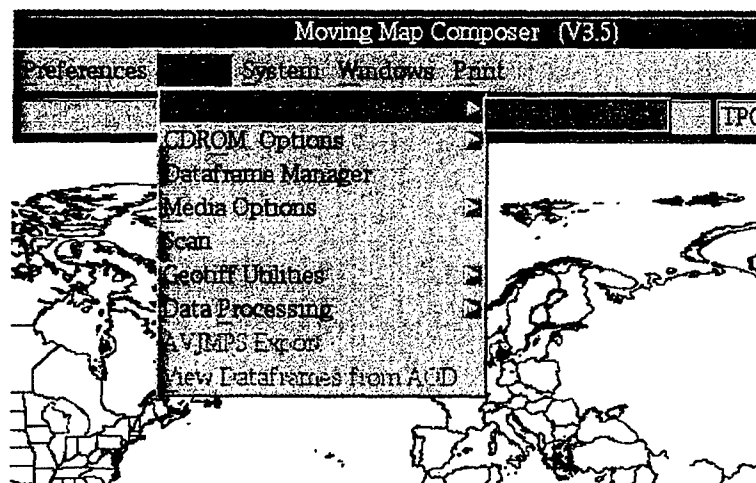 Moving Map Composer (V3.5)
Preferences System Windows Print
TPC
CDROM Options
Dataframe Manager
Media Options
Scan
Geotiff Utilities
Data Processing
AVJMPS Export
View Dataframes from AOD